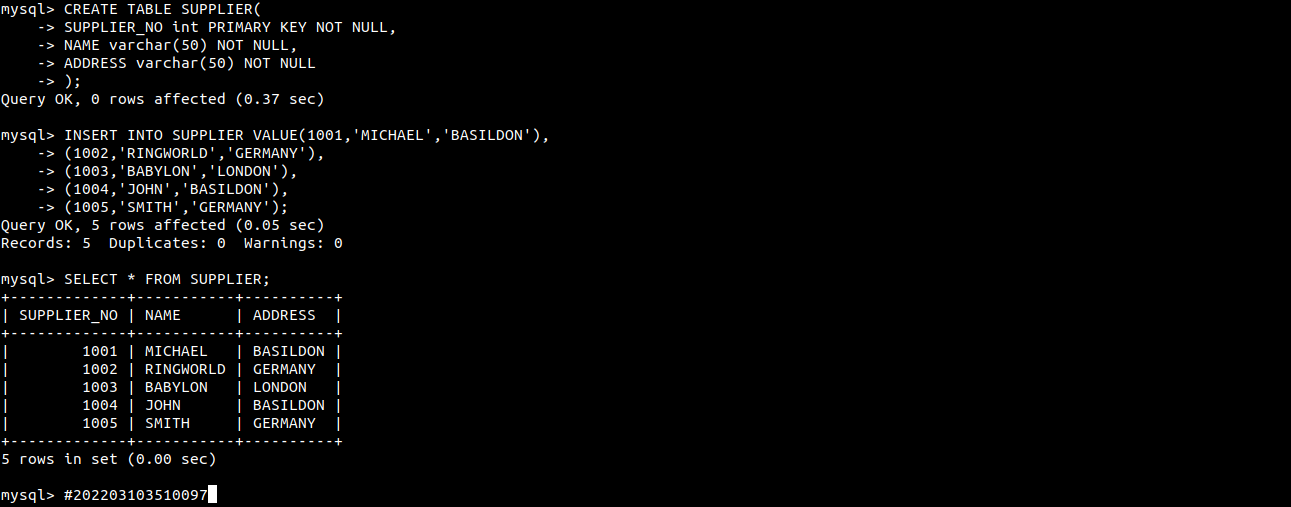 mysql> CREATE TABLE SUPPLIER(
    -> SUPPLIER_NO int PRIMARY KEY NOT NULL,
    -> NAME varchar(50) NOT NULL,
    -> ADDRESS varchar(50) NOT NULL
    -> );
Query OK, 0 rows affected (0.37 sec)

mysql> INSERT INTO SUPPLIER VALUE(1001,'MICHAEL','BASILDON'),
    -> (1002,'RINGWORLD','GERMANY'),
    -> (1003,'BABYLON','LONDON'),
    -> (1004,'JOHN','BASILDON'),
    -> (1005,'SMITH','GERMANY');
Query OK, 5 rows affected (0.05 sec)
Records: 5  Duplicates: 0  Warnings: 0

mysql> SELECT * FROM SUPPLIER;
+-------------+-----------+----------+
| SUPPLIER_NO | NAME      | ADDRESS  |
+-------------+-----------+----------+
|        1001 | MICHAEL   | BASILDON |
|        1002 | RINGWORLD | GERMANY  |
|        1003 | BABYLON   | LONDON   |
|        1004 | JOHN      | BASILDON |
|        1005 | SMITH     | GERMANY  |
+-------------+-----------+----------+
5 rows in set (0.00 sec)

mysql> #202203103510097